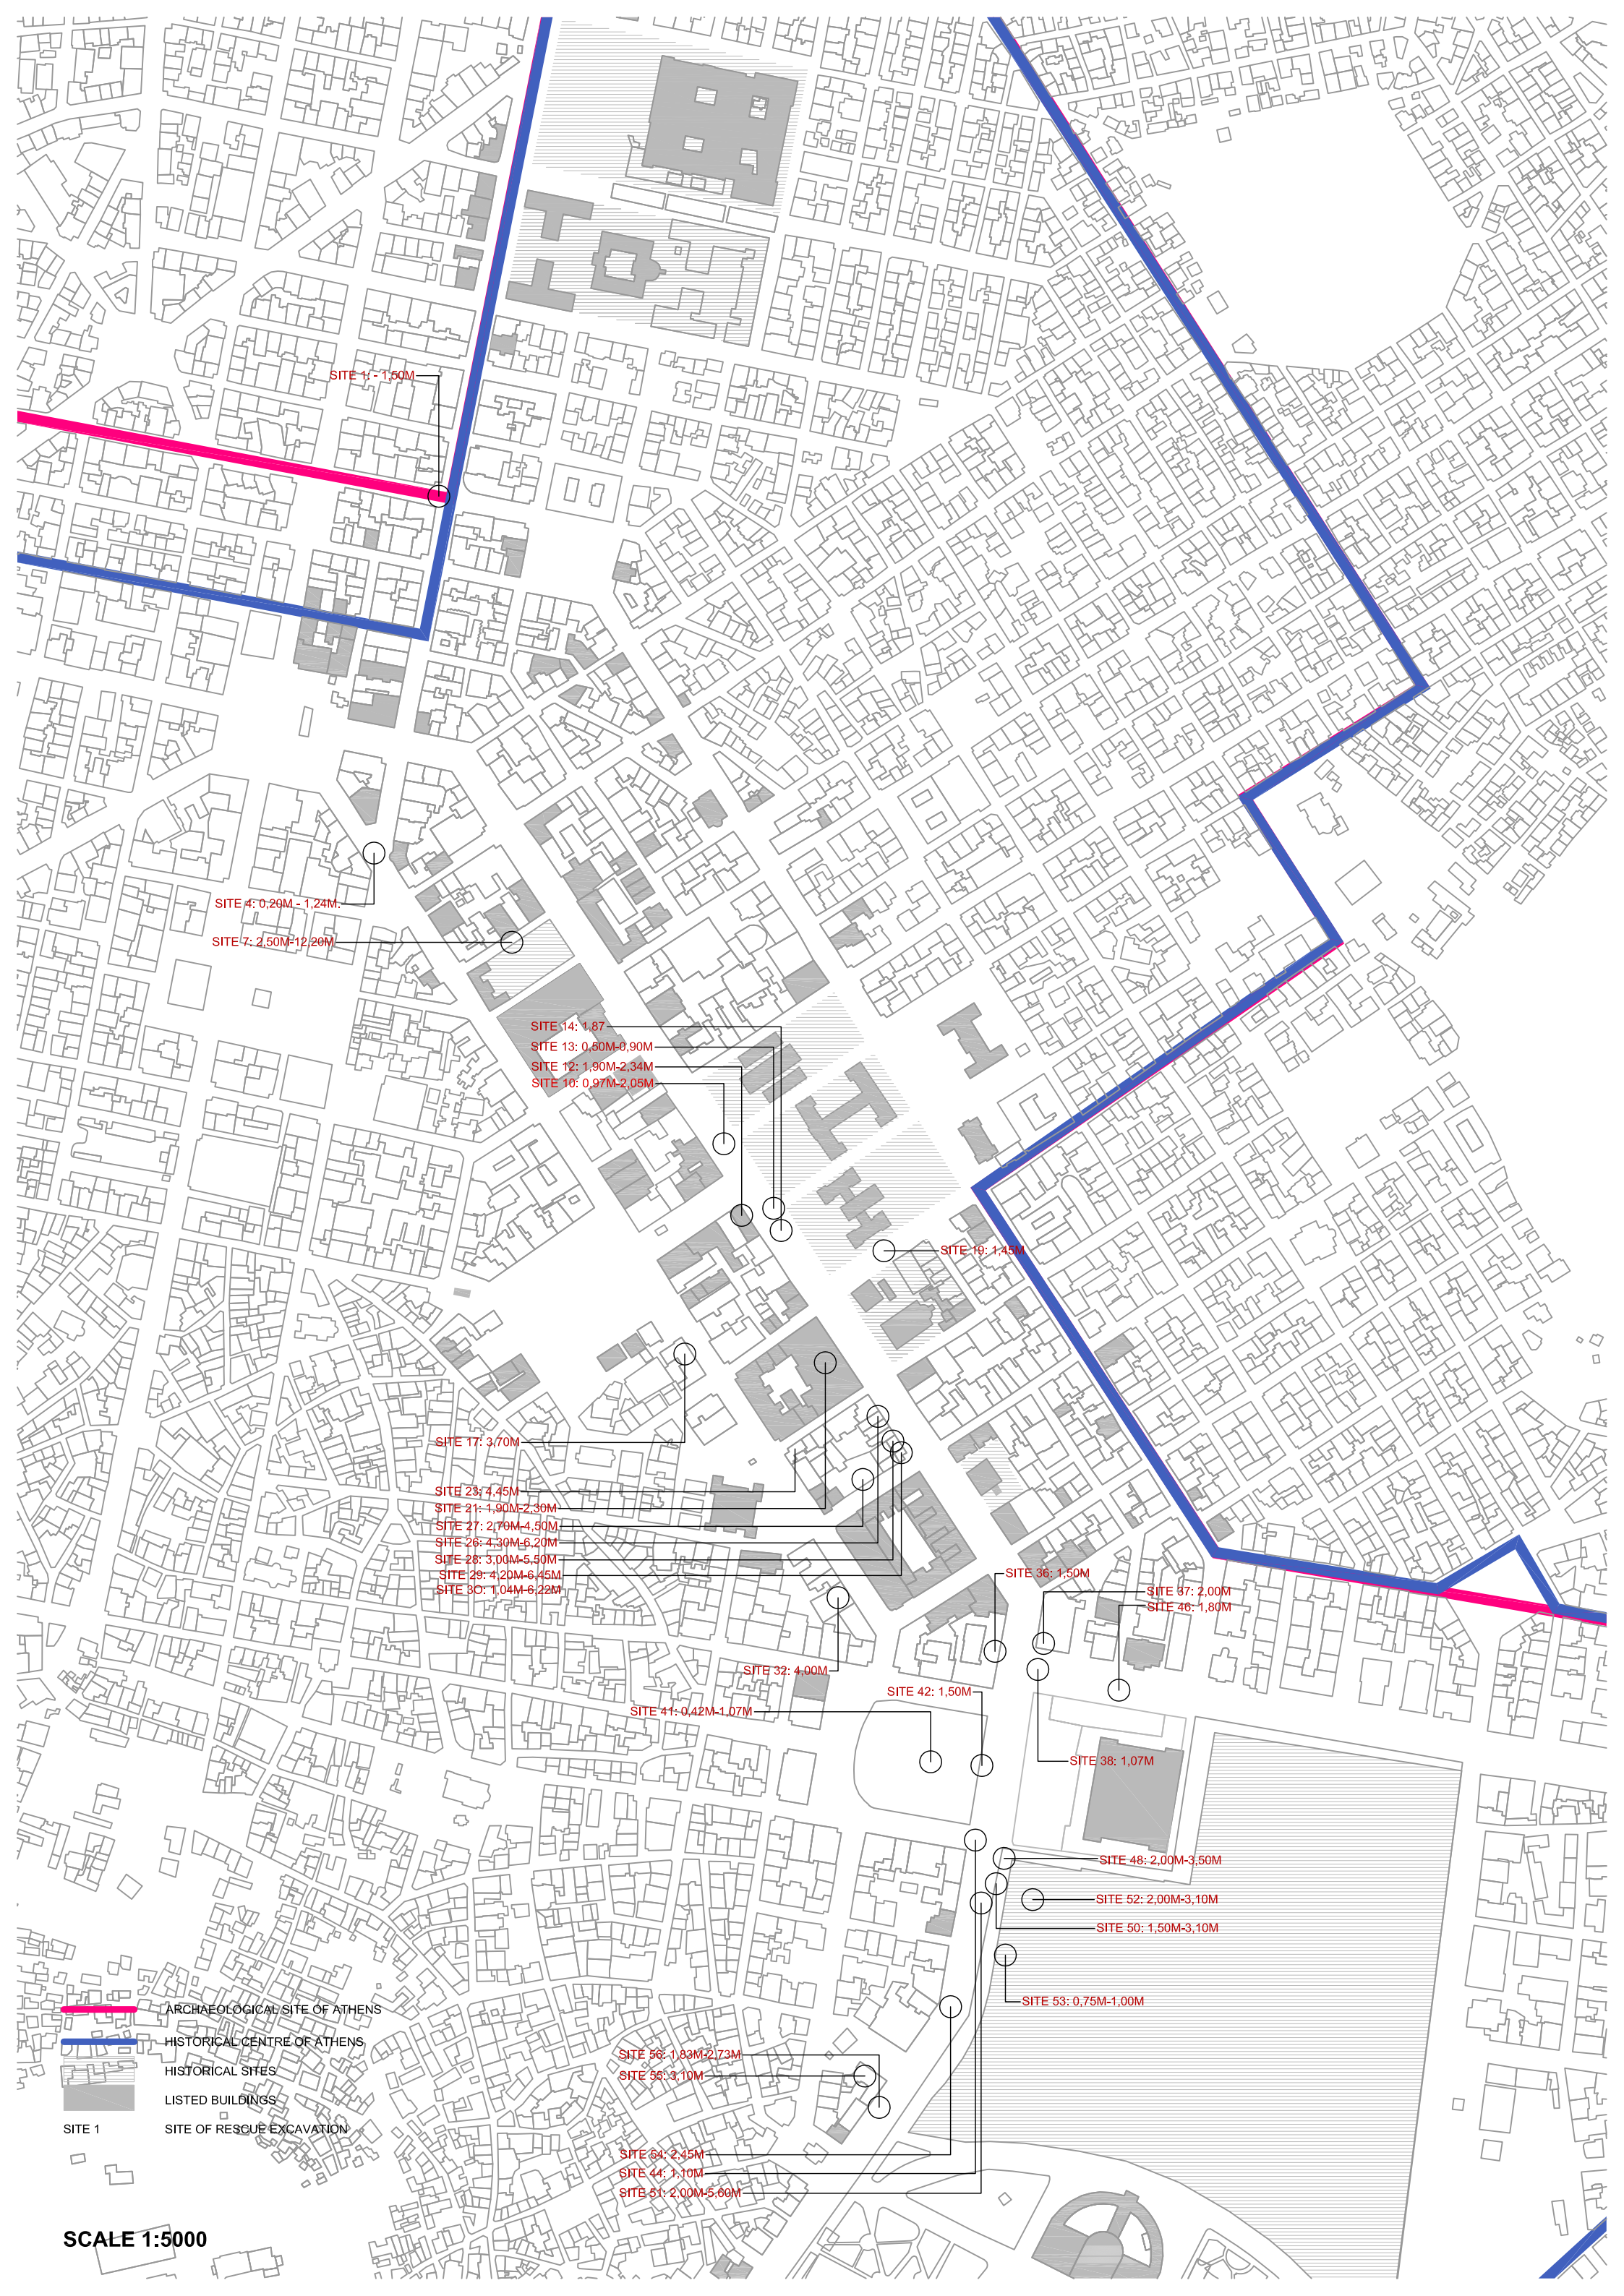 SITE 1: - 1,50M
SITE 4: 0,20M - 1,24M.
SITE 7: 2,50M-12,20M
SITE 14: 1,87
SITE 13: 0,50M-0,90M
SITE 12: 1,90M-2,34M
SITE 10: 0,97M-2,05M
SITE 19: 1,45M
SITE 17: 3,70M
SITE 23: 4,45M
SITE 21: 1,90M-2,30M
SITE 27: 2,70M-4,50M
SITE 26: 4,30M-6,20M
SITE 28: 3,00M-5,50M
SITE 29: 4,20M-6,45M
SITE 3O: 1,04M-6,22M
SITE 36: 1,50M
SITE 37: 2,00M
SITE 46: 1,80M
SITE 32: 4,00M
SITE 42: 1,50M
SITE 41: 0,42M-1,07M
SITE 38: 1,07M
SITE 48: 2,00M-3,50M
SITE 52: 2,00M-3,10M
SITE 50: 1,50M-3,10M
SITE 53: 0,75M-1,00M
SITE 56: 1,83M-2,73M
SITE 55: 3,10M
SITE 54: 2,45M
SITE 44: 1,10M
SITE 51: 2,00M-5,60M
ARCHAEOLOGICAL SITE OF ATHENS
HISTORICAL CENTRE OF ATHENS
HISTORICAL SITES
LISTED BUILDINGS
SITE 1 SITE OF RESCUE EXCAVATION
SCALE 1:5000